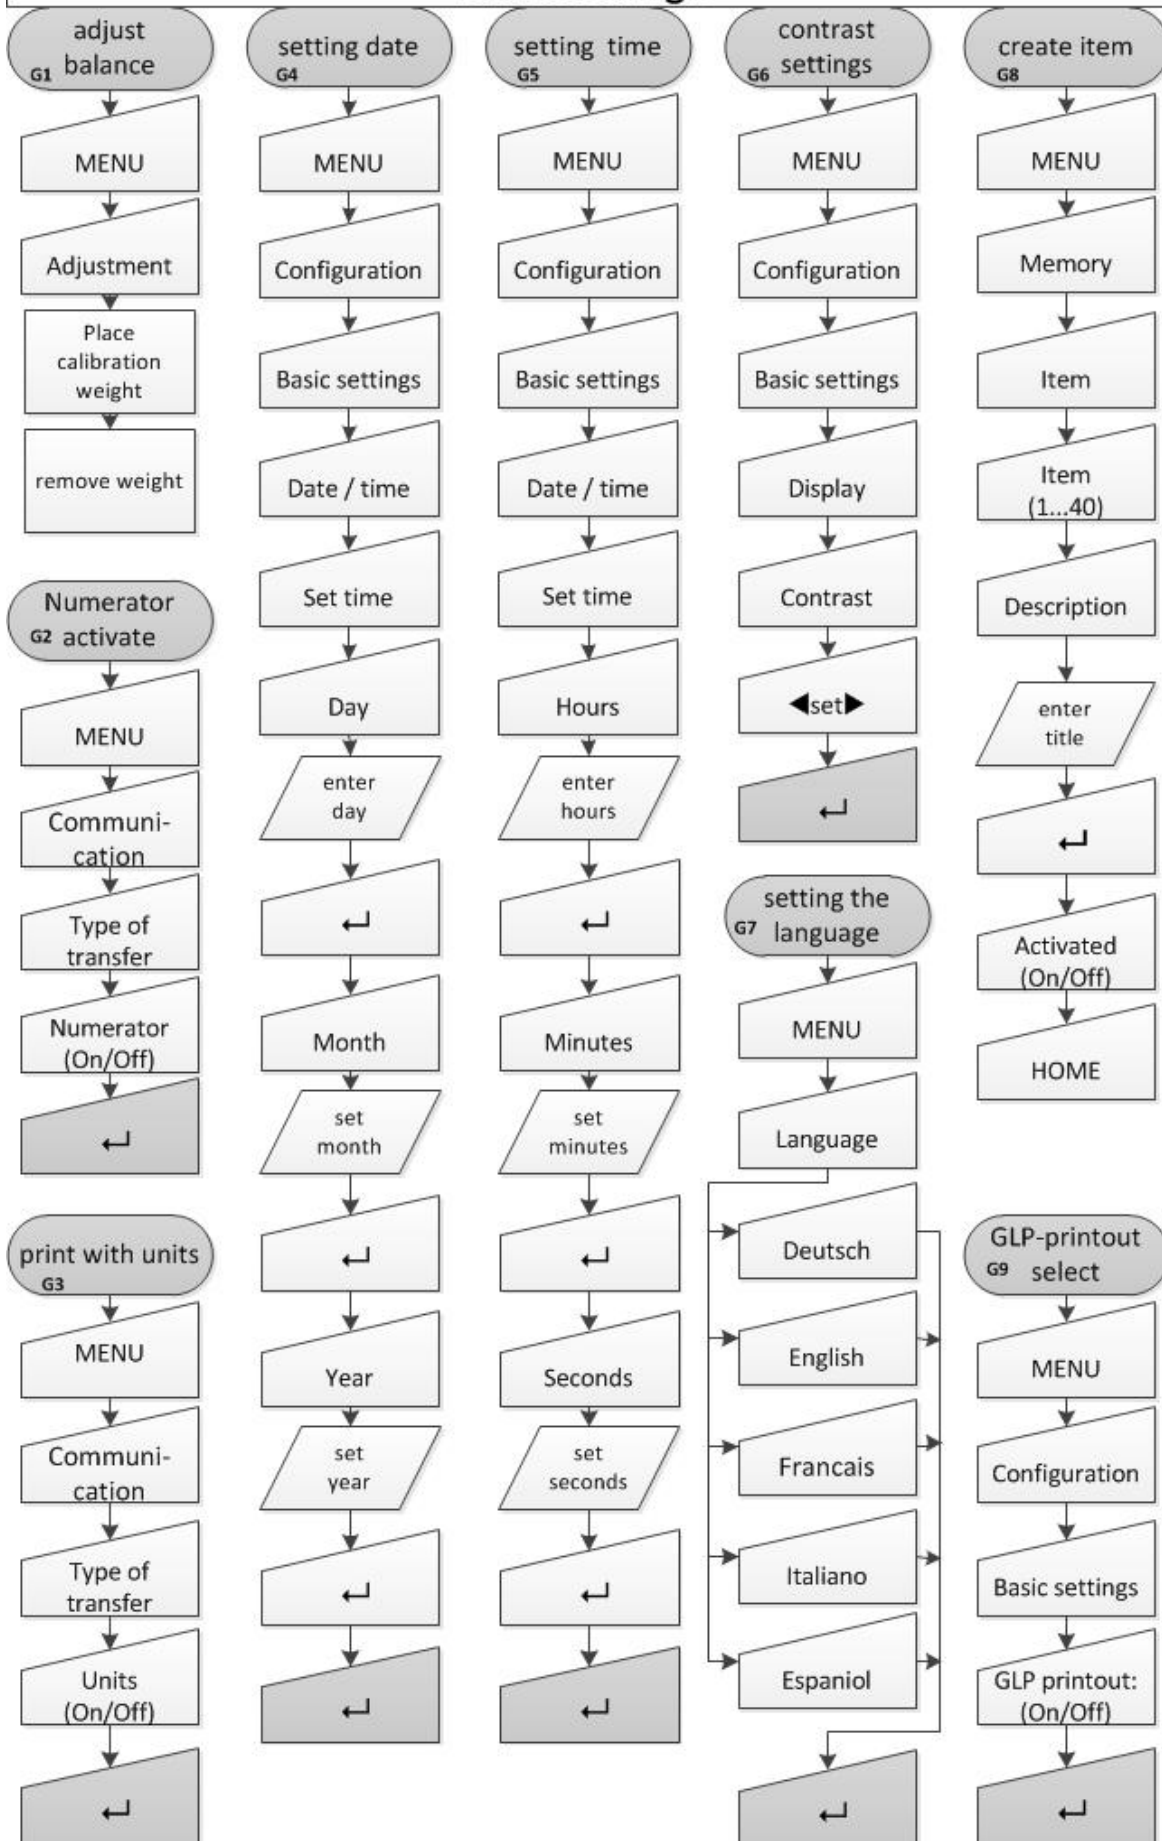 adjust
G1 balance
MENU
Adjustment
Place
calibration
weight
remove weight
Numerator
G2 activate
MENU
Communi-
cation
Type of
transfer
Numerator
(On/Off)
↵
print with units
G3
MENU
Communi-
cation
Type of
transfer
Units
(On/Off)
↵
setting date
G4
MENU
Configuration
Basic settings
Date / time
Set time
Day
enter
day
↵
Month
set
month
↵
Year
set
year
↵
↵
setting time
G5
MENU
Configuration
Basic settings
Date / time
Set time
Hours
enter
hours
↵
Minutes
set
minutes
↵
Seconds
set
seconds
↵
↵
contrast
G6 settings
MENU
Configuration
Basic settings
Display
Contrast
◀set▶
↵
setting the
G7 language
MENU
Language
Deutsch
English
Francais
Italiano
Espaniol
↵
create item
G8
MENU
Memory
Item
Item
(1...40)
Description
enter
title
↵
Activated
(On/Off)
HOME
GLP-printout
G9 select
MENU
Configuration
Basic settings
GLP printout:
(On/Off)
↵